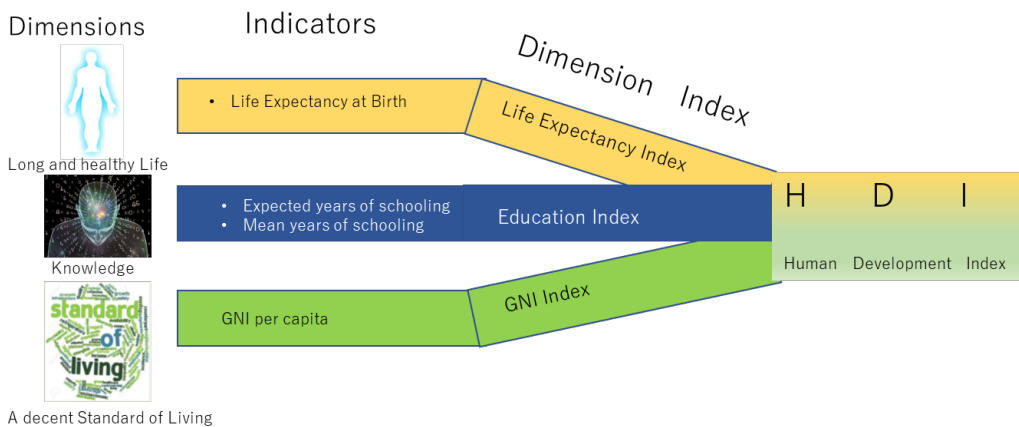 Dimensions
Indicators
Dimension Index
• Life Expectancy at Birth
Life Expectancy Index
Long and healthy Life
• Expected years of schooling
• Mean years of schooling
Education Index
H D I
Human Development Index
Knowledge
GNI per capita
GNI Index
standard
of
living
A decent Standard of Living